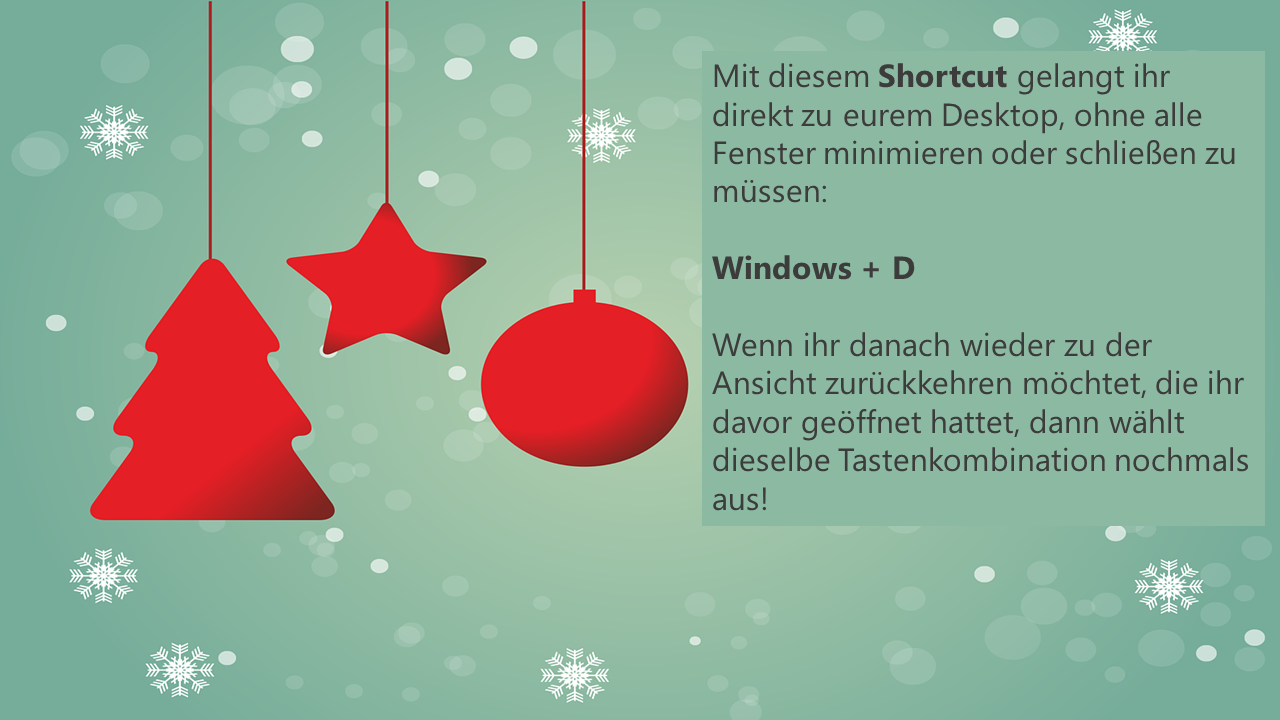 Mit diesem Shortcut gelangt ihr
direkt zu eurem Desktop, ohne alle
Fenster minimieren oder schließen zu
müssen:
Windows + D
Wenn ihr danach wieder zu der
Ansicht zurückkehren möchtet, die ihr
davor geöffnet hattet, dann wählt
dieselbe Tastenkombination nochmals
aus!